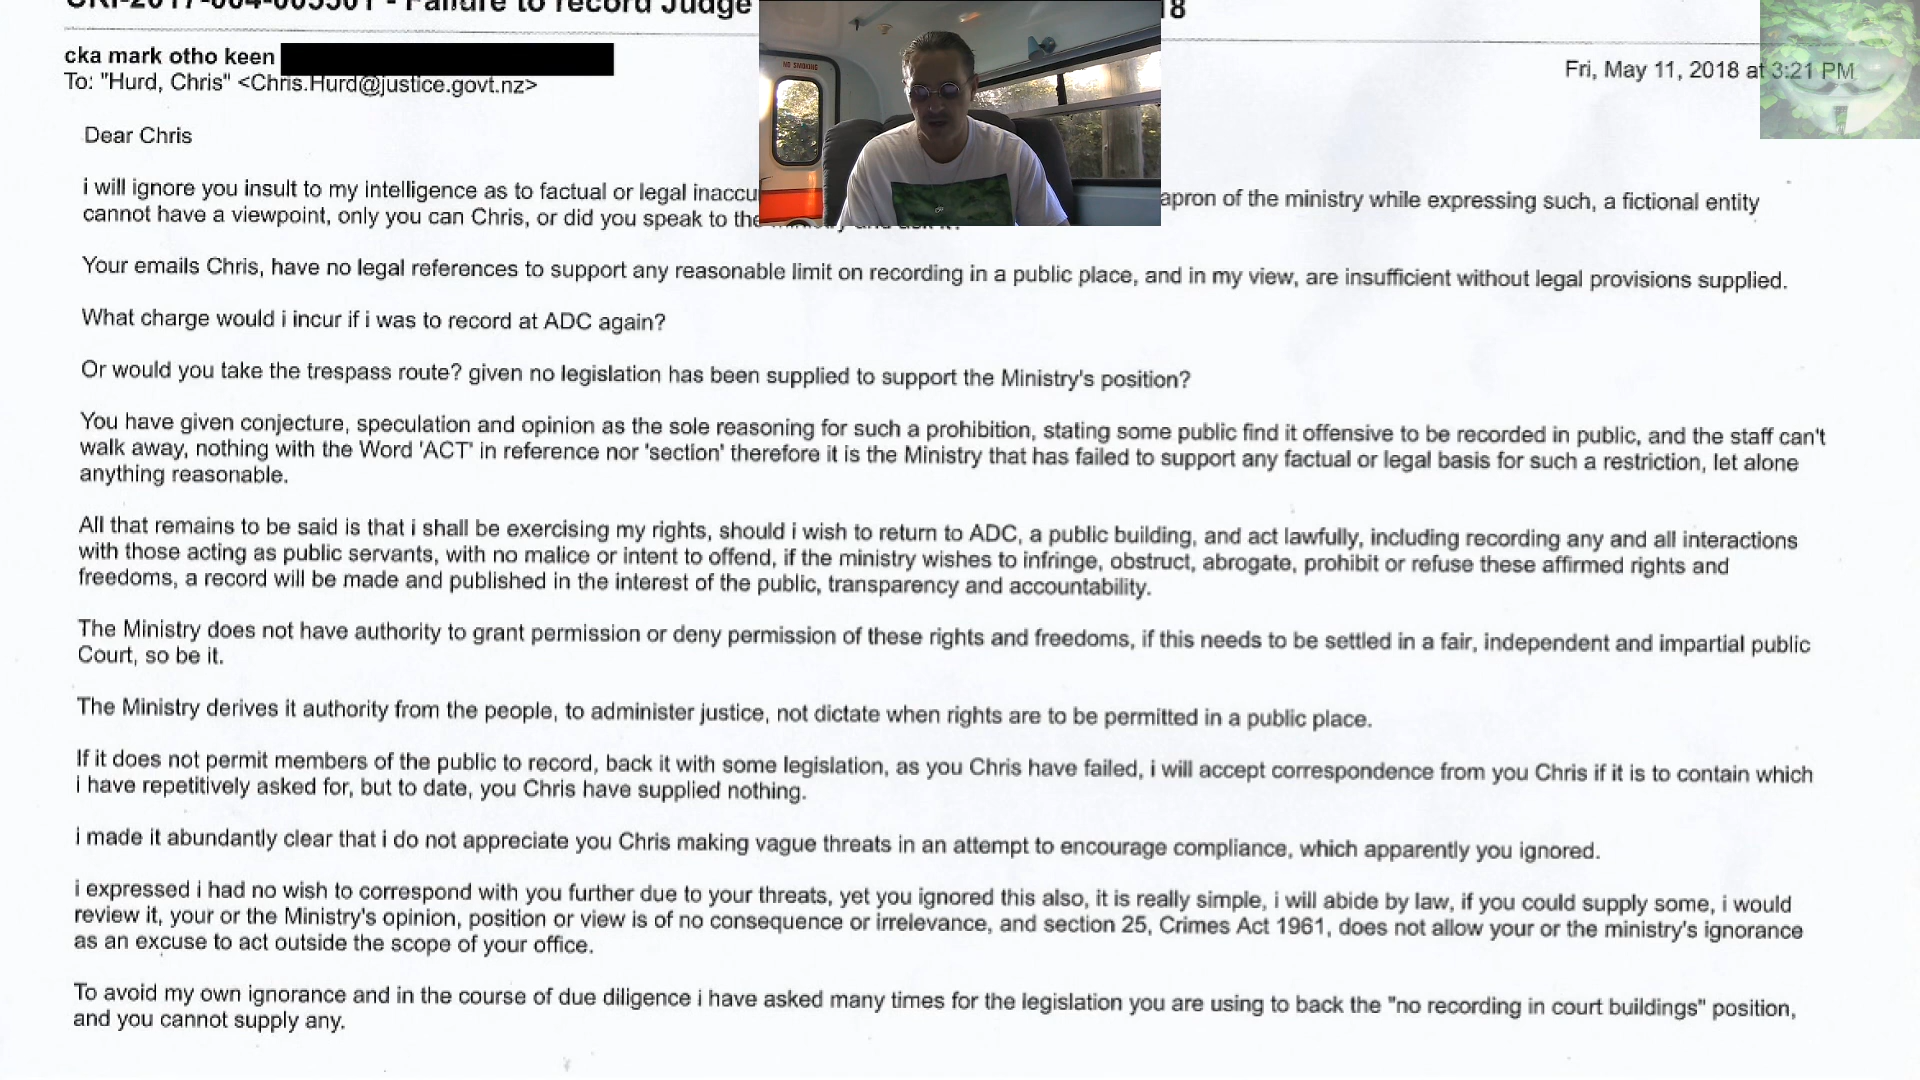 CRI-2017-004-003301 - Failure to record Judge 18
cka mark otho keen
To: "Hurd, Chris" <Chris.Hurd@justice.govt.nz>
Fri, May 11, 2018 at 3:21 PM
NO SMOKING
Dear Chris
i will ignore you insult to my intelligence as to factual or legal apron of the ministry while expressing such, a fictional entity
cannot have a viewpoint, only you can Chris, or did you speak to the ministry and ask it?
Your emails Chris, have no legal references to support any reasonable limit on recording in a public place, and in my view, are insufficient without legal provisions supplied.
What charge would i incur if i was to record at ADC again?
Or would you take the trespass route? given no legislation has been supplied to support the Ministry's position?
You have given conjecture, speculation and opinion as the sole reasoning for such a prohibition, stating some public find it offensive to be recorded in public, and the staff can't
walk away, nothing with the Word 'ACT' in reference nor 'section' therefore it is the Ministry that has failed to support any factual or legal basis for such a restriction, let alone
anything reasonable.
All that remains to be said is that i shall be exercising my rights, should i wish to return to ADC, a public building, and act lawfully, including recording any and all interactions
with those acting as public servants, with no malice or intent to offend, if the ministry wishes to infringe, obstruct, abrogate, prohibit or refuse these affirmed rights and
freedoms, a record will be made and published in the interest of the public, transparency and accountability.
The Ministry does not have authority to grant permission or deny permission of these rights and freedoms, if this needs to be settled in a fair, independent and impartial public
Court, so be it.
The Ministry derives it authority from the people, to administer justice, not dictate when rights are to be permitted in a public place.
If it does not permit members of the public to record, back it with some legislation, as you Chris have failed, i will accept correspondence from you Chris if it is to contain which
i have repetitively asked for, but to date, you Chris have supplied nothing.
i made it abundantly clear that i do not appreciate you Chris making vague threats in an attempt to encourage compliance, which apparently you ignored.
i expressed i had no wish to correspond with you further due to your threats, yet you ignored this also, it is really simple, i will abide by law, if you could supply some, i would
review it, your or the Ministry's opinion, position or view is of no consequence or irrelevance, and section 25, Crimes Act 1961, does not allow your or the ministry's ignorance
as an excuse to act outside the scope of your office.
To avoid my own ignorance and in the course of due diligence i have asked many times for the legislation you are using to back the "no recording in court buildings" position,
and you cannot supply any.